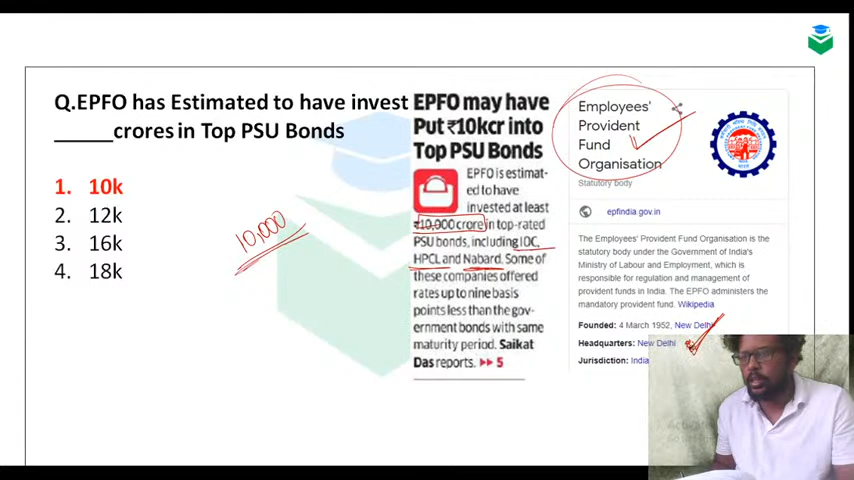 Q.EPFO has Estimated to have invest
_____crores in Top PSU Bonds
1. 10k
2. 12k
3. 16k
4. 18k
10,000
EPFO may have
Put ₹10kcr into
Top PSU Bonds
EPFO is estimat-
ed to have
invested at least
₹10,000 crore in top-rated
PSU bonds, including IOC,
HPCL and Nabard. Some of
these companies offered
rates up to nine basis
points less than the gov-
ernment bonds with same
maturity period. Saikat
Das reports. ▶▶ 5
Employees'
Provident
Fund
Organisation
Statutory body
epfindia.gov.in
The Employees' Provident Fund Organisation is the
statutory body under the Government of India's
Ministry of Labour and Employment, which is
responsible for regulation and management of
provident funds in India. The EPFO administers the
mandatory provident fund. Wikipedia
Founded: 4 March 1952, New Delhi
Headquarters: New Delhi
Jurisdiction: India